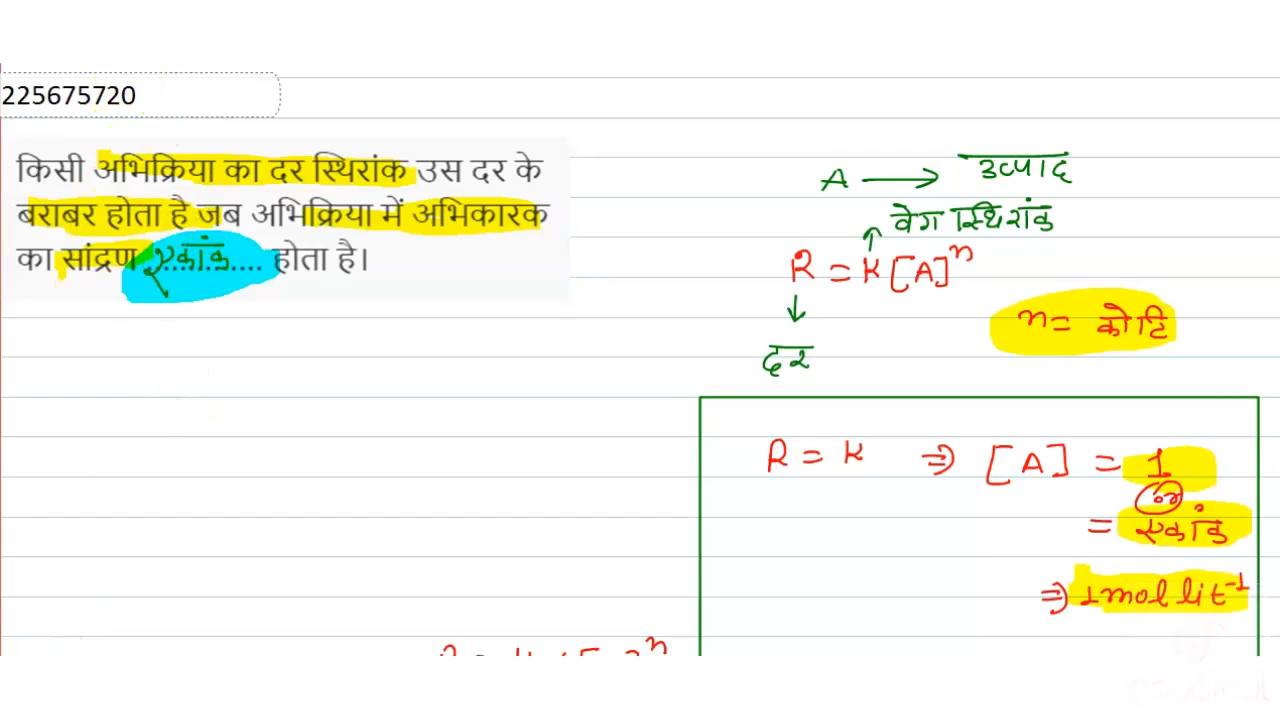 225675720
किसी अभिक्रिया का दर स्थिरांक उस दर के
बराबर होता है जब अभिक्रिया में अभिकारक
का सांद्रण एकांक ............. होता है।
A ⟶ उत्पाद
↑ वेग स्थिरांक
R = K [A]ⁿ
↓
दर
n = कोटि
R = K ⇒ [A] = 1
or
= एकांक
⇒ 1 mol lit⁻¹